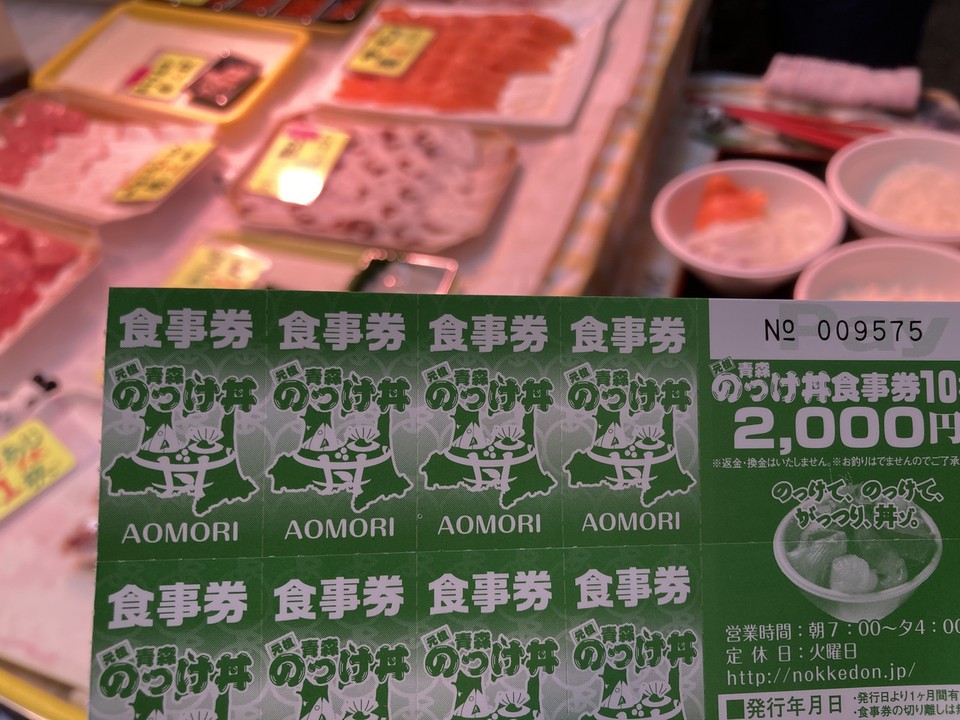 食事券
元祖
青森
のっけ丼
AOMORI
食事券
元祖
青森
のっけ丼
AOMORI
食事券
元祖
青森
のっけ丼
AOMORI
食事券
元祖
青森
のっけ丼
AOMORI
食事券
元祖
青森
のっけ丼
食事券
元祖
青森
のっけ丼
食事券
元祖
青森
のっけ丼
食事券
元祖
青森
のっけ丼
Pay
№ 009575
元祖
青森
のっけ丼食事券10
2,000円
※返金・換金はいたしません。※お釣りはでませんのでご了承
のっけて、のっけて、
がっつり、丼ッ。
営業時間：朝7：00〜夕4：00
定 休 日：火曜日
http://nokkedon.jp/
■発行年月日
・発行日より1ヶ月間有
・食事券の切り離しは無